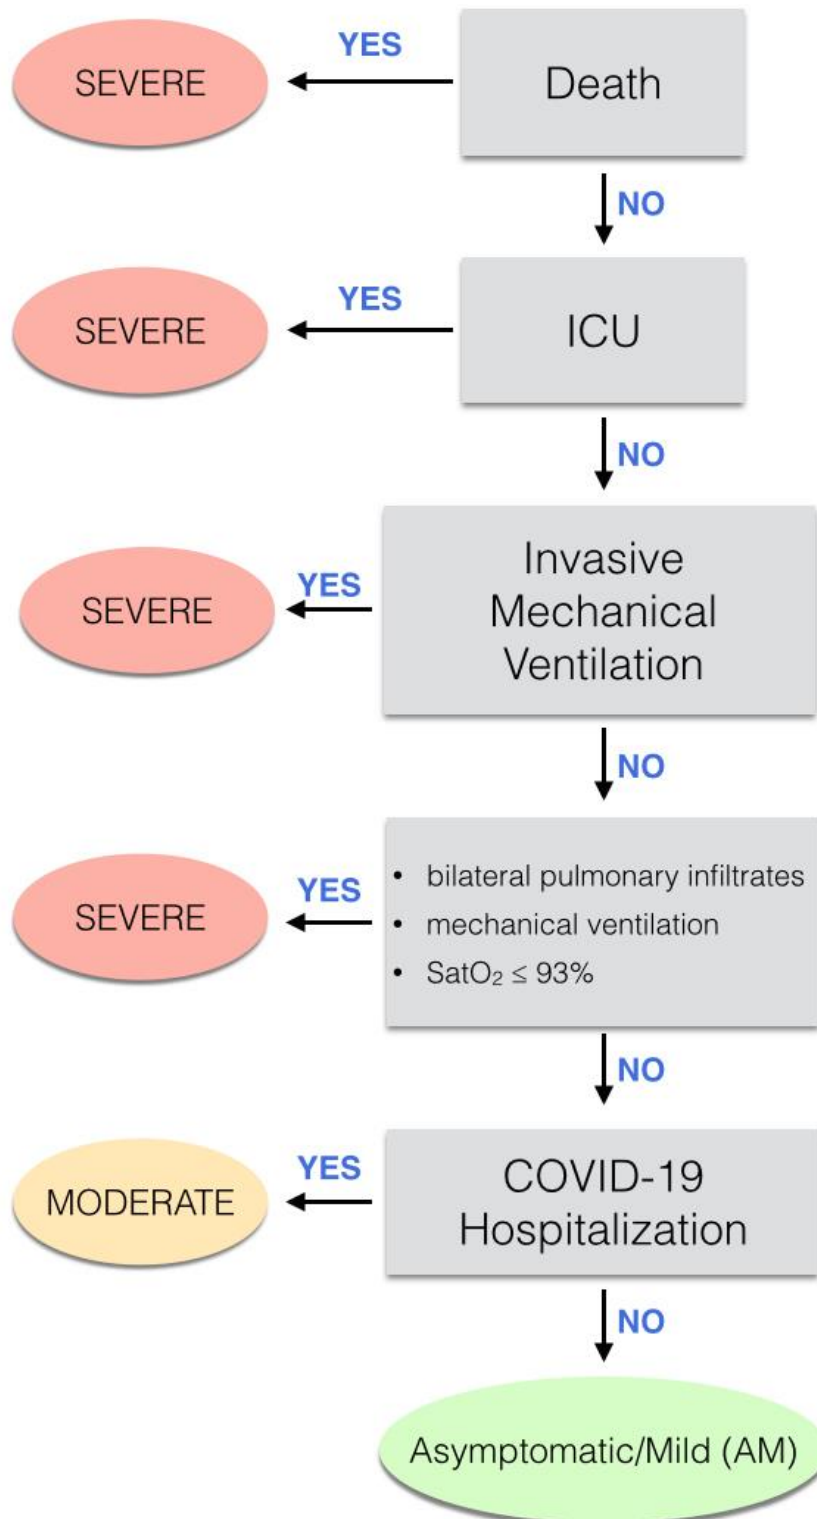 YES
SEVERE
Death
NO
YES
SEVERE
ICU
NO
Invasive
Mechanical
Ventilation
YES
SEVERE
NO
• bilateral pulmonary infiltrates
• mechanical ventilation
• SatO₂ ≤ 93%
YES
SEVERE
NO
COVID-19
Hospitalization
YES
MODERATE
NO
Asymptomatic/Mild (AM)